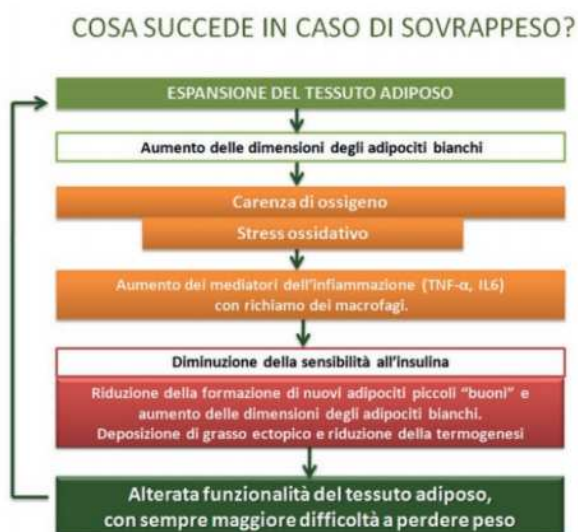 COSA SUCCEDE IN CASO DI SOVRAPPESO?
ESPANSIONE DEL TESSUTO ADIPOSO
Aumento delle dimensioni degli adipociti bianchi
Carenza di ossigeno
Stress ossidativo
Aumento dei mediatori dell'infiammazione (TNF-α, IL6)
con richiamo dei macrofagi.
Diminuzione della sensibilità all'insulina
Riduzione della formazione di nuovi adipociti piccoli “buoni” e
aumento delle dimensioni degli adipociti bianchi.
Deposizione di grasso ectopico e riduzione della termogenesi
Alterata funzionalità del tessuto adiposo,
con sempre maggiore difficoltà a perdere peso